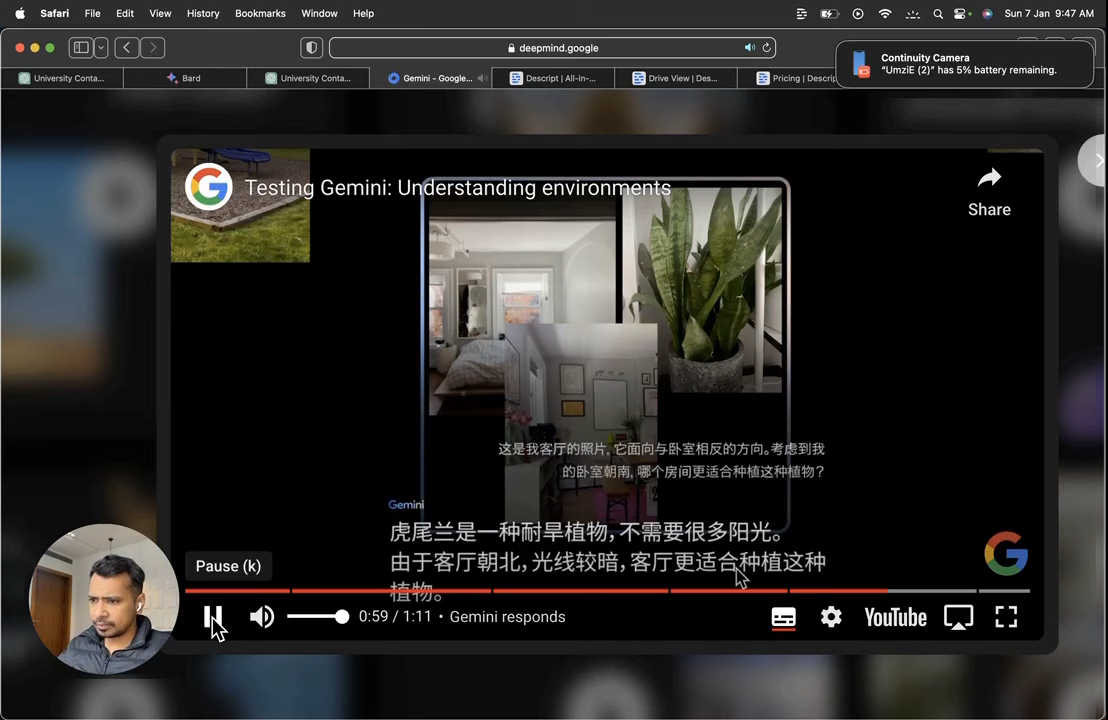 Safari File Edit View History Bookmarks Window Help Sun 7 Jan 9:47 AM
deepmind.google
Continuity Camera
"UmziE (2)" has 5% battery remaining.
University Conta... Bard University Conta... Gemini - Google... Descript | All-in-... Drive View | Des... Pricing | Descrip
Testing Gemini: Understanding environments
Share
这是我客厅的照片, 它面向与卧室相反的方向。考虑到我
的卧室朝南, 哪个房间更适合种植这种植物?
Gemini
虎尾兰是一种耐旱植物, 不需要很多阳光。
由于客厅朝北, 光线较暗, 客厅更适合种植这种
植物。
Pause (k)
0:59 / 1:11 • Gemini responds
YouTube